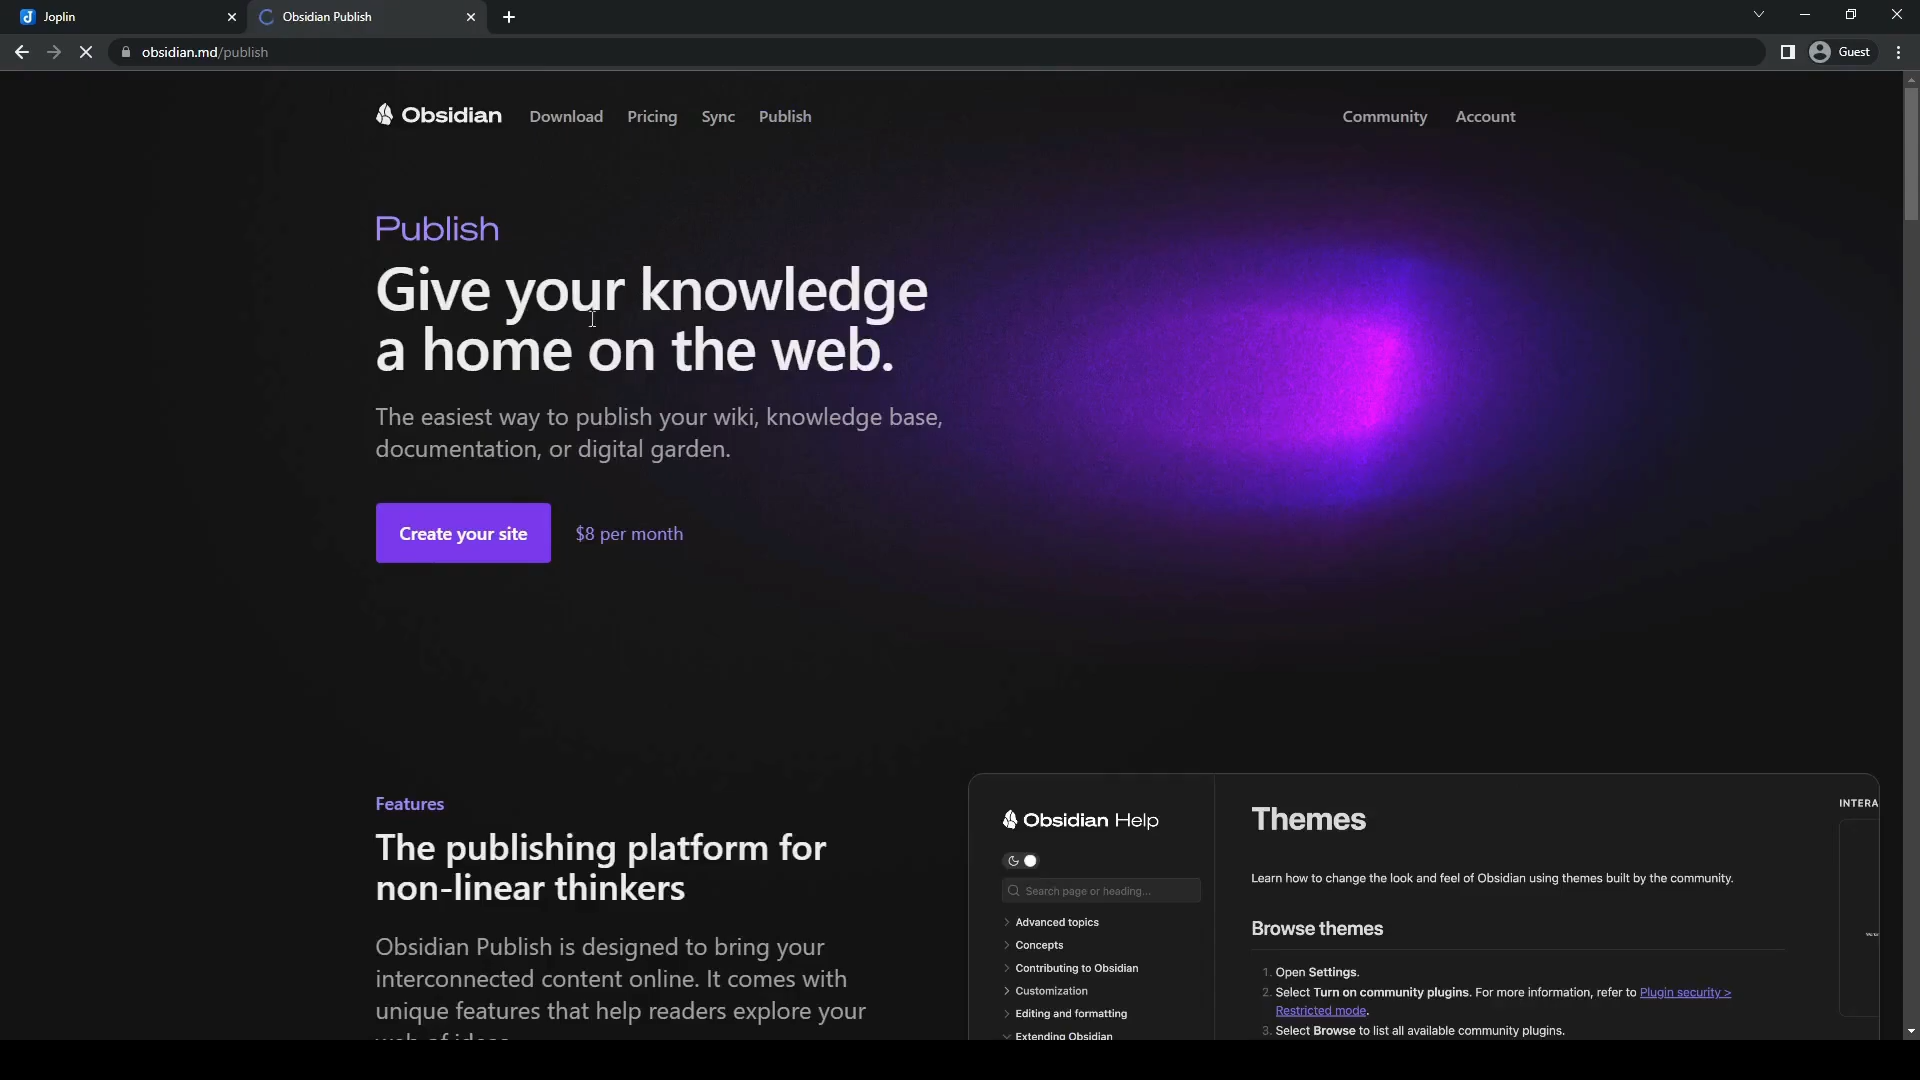 Joplin
Obsidian Publish
obsidian.md/publish
Guest
Obsidian
Download
Pricing
Sync
Publish
Community
Account
Publish
Give your knowledge
a home on the web.
The easiest way to publish your wiki, knowledge base,
documentation, or digital garden.
Create your site
$8 per month
Features
The publishing platform for
non-linear thinkers
Obsidian Publish is designed to bring your
interconnected content online. It comes with
unique features that help readers explore your
web of ideas.
Obsidian Help
Search page or heading...
Advanced topics
Concepts
Contributing to Obsidian
Customization
Editing and formatting
Extending Obsidian
Themes
Learn how to change the look and feel of Obsidian using themes built by the community.
Browse themes
1. Open Settings.
2. Select Turn on community plugins. For more information, refer to Plugin security >
Restricted mode.
3. Select Browse to list all available community plugins.
INTERA